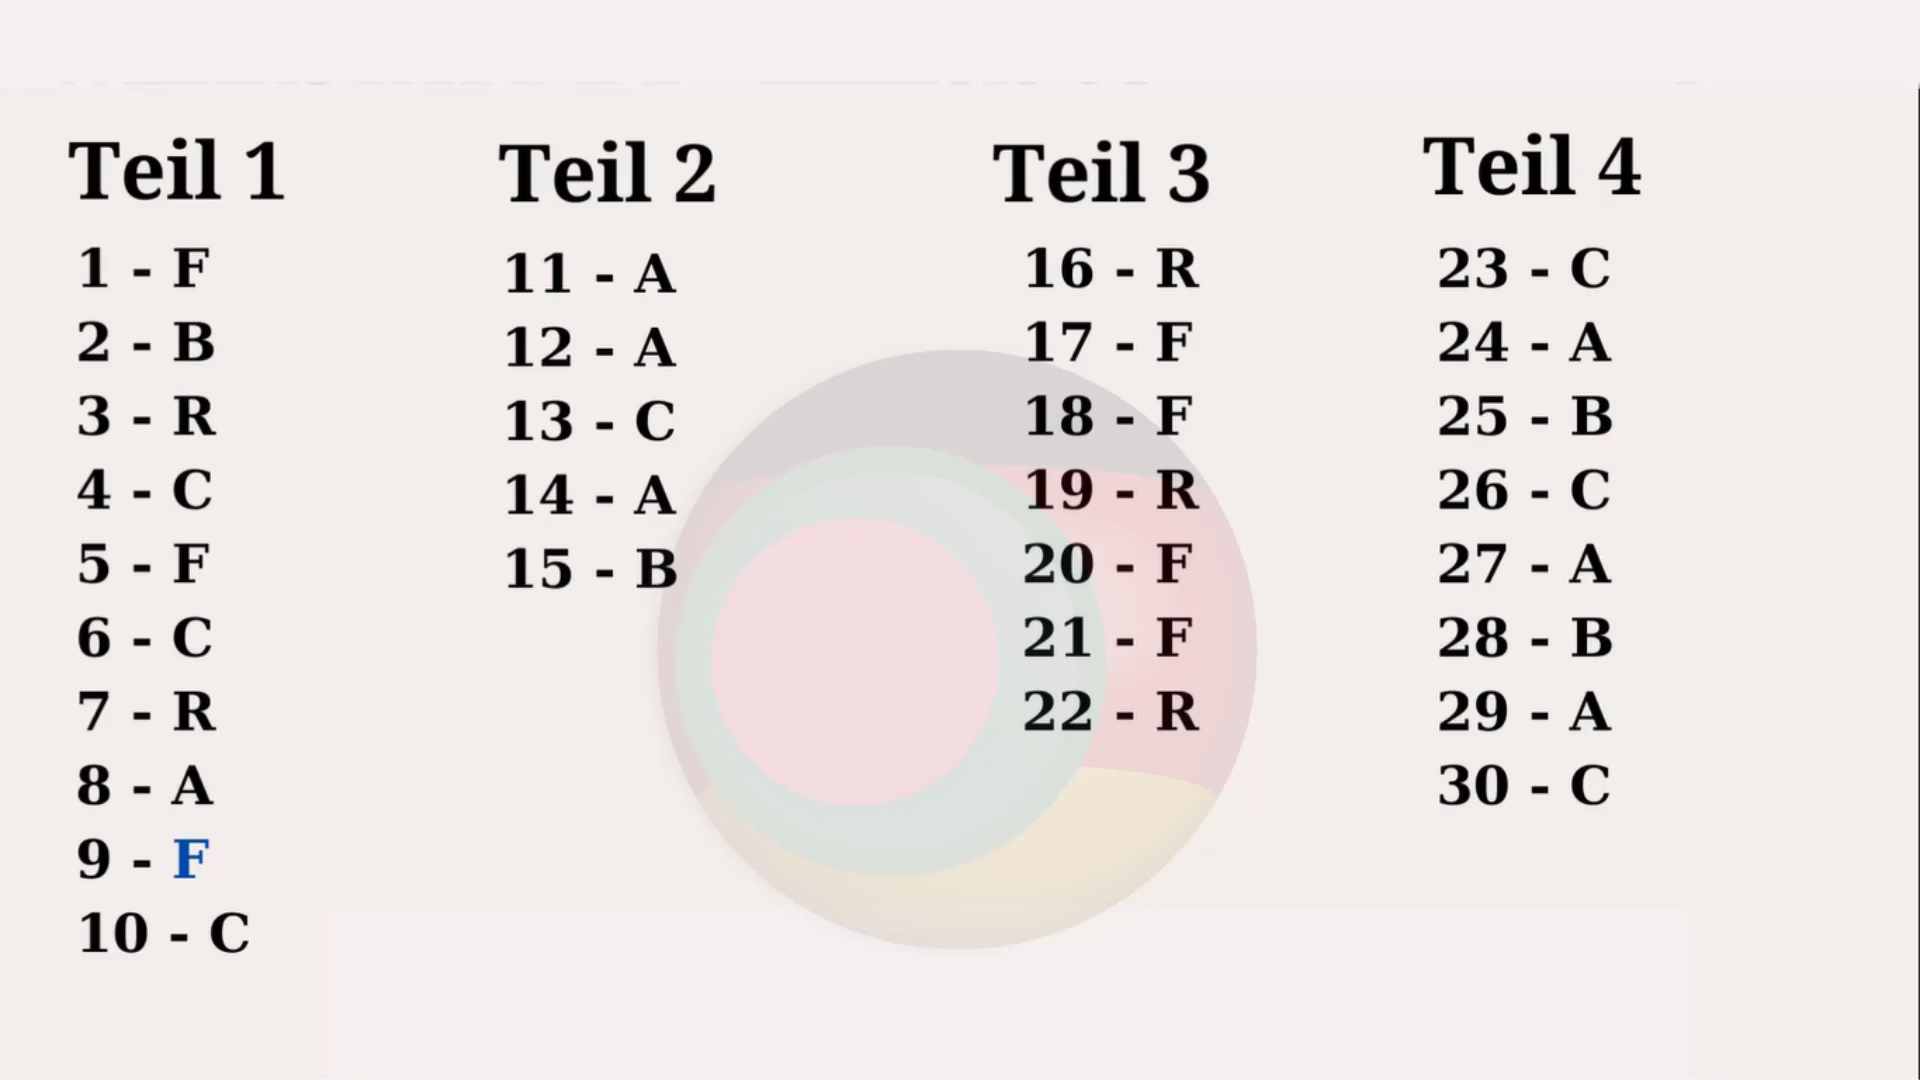 Teil 1
1 - F
2 - B
3 - R
4 - C
5 - F
6 - C
7 - R
8 - A
9 - F
10 - C
Teil 2
11 - A
12 - A
13 - C
14 - A
15 - B
Teil 3
16 - R
17 - F
18 - F
19 - R
20 - F
21 - F
22 - R
Teil 4
23 - C
24 - A
25 - B
26 - C
27 - A
28 - B
29 - A
30 - C